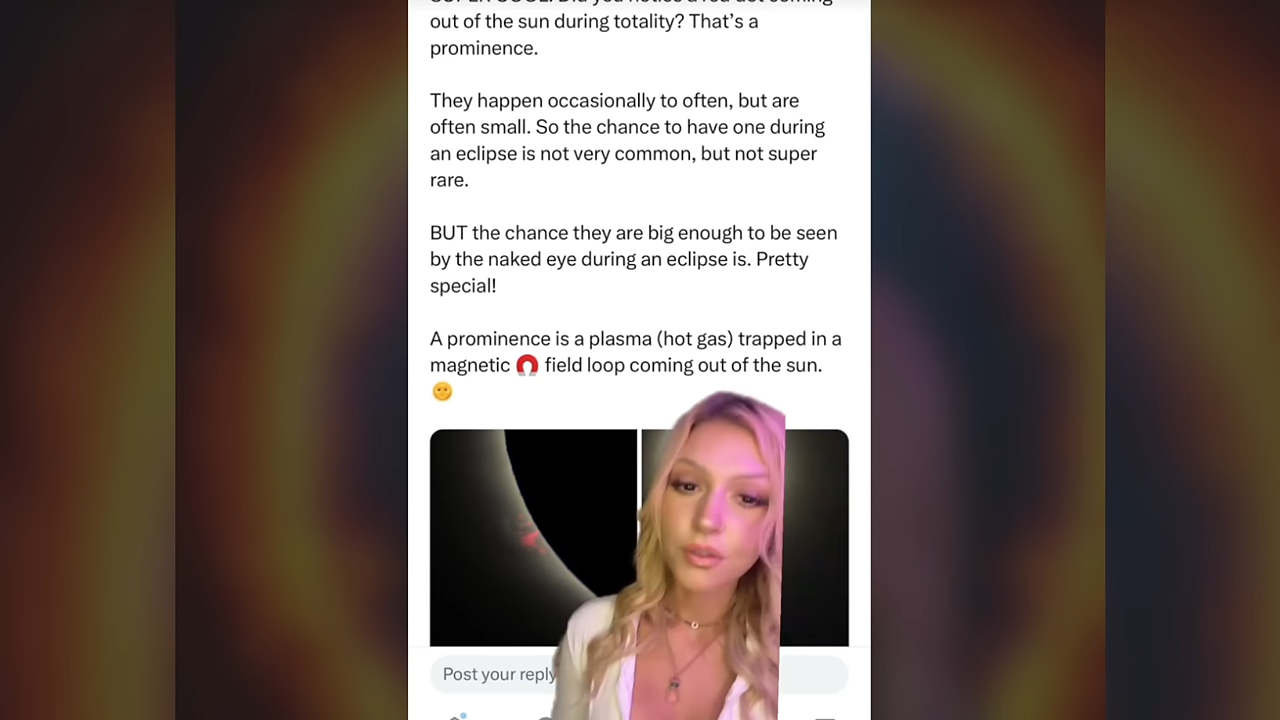 out of the sun during totality? That’s a
prominence.
They happen occasionally to often, but are
often small. So the chance to have one during
an eclipse is not very common, but not super
rare.
BUT the chance they are big enough to be seen
by the naked eye during an eclipse is. Pretty
special!
A prominence is a plasma (hot gas) trapped in a
magnetic 🧲 field loop coming out of the sun.
🌞
Post your reply